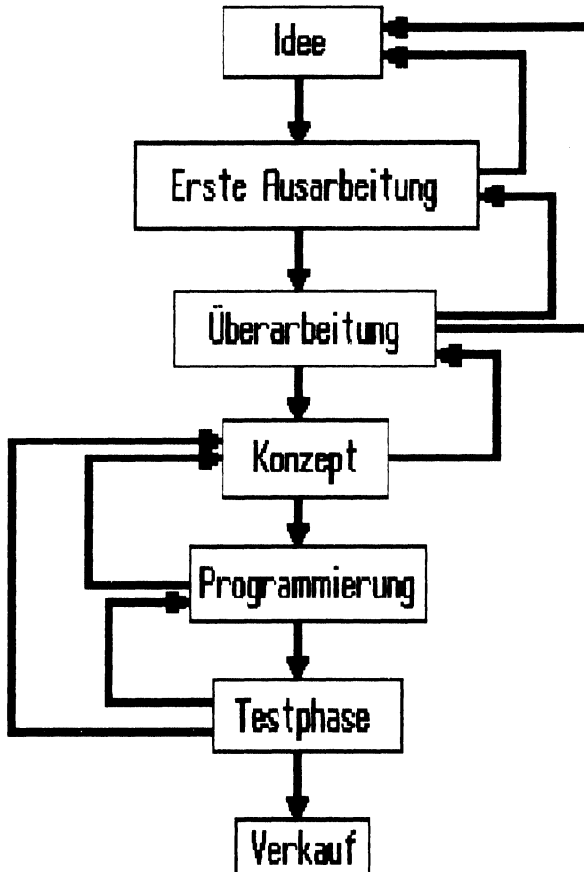 Idee
Erste Ausarbeitung
Überarbeitung
Konzept
Programmierung
Testphase
Verkauf